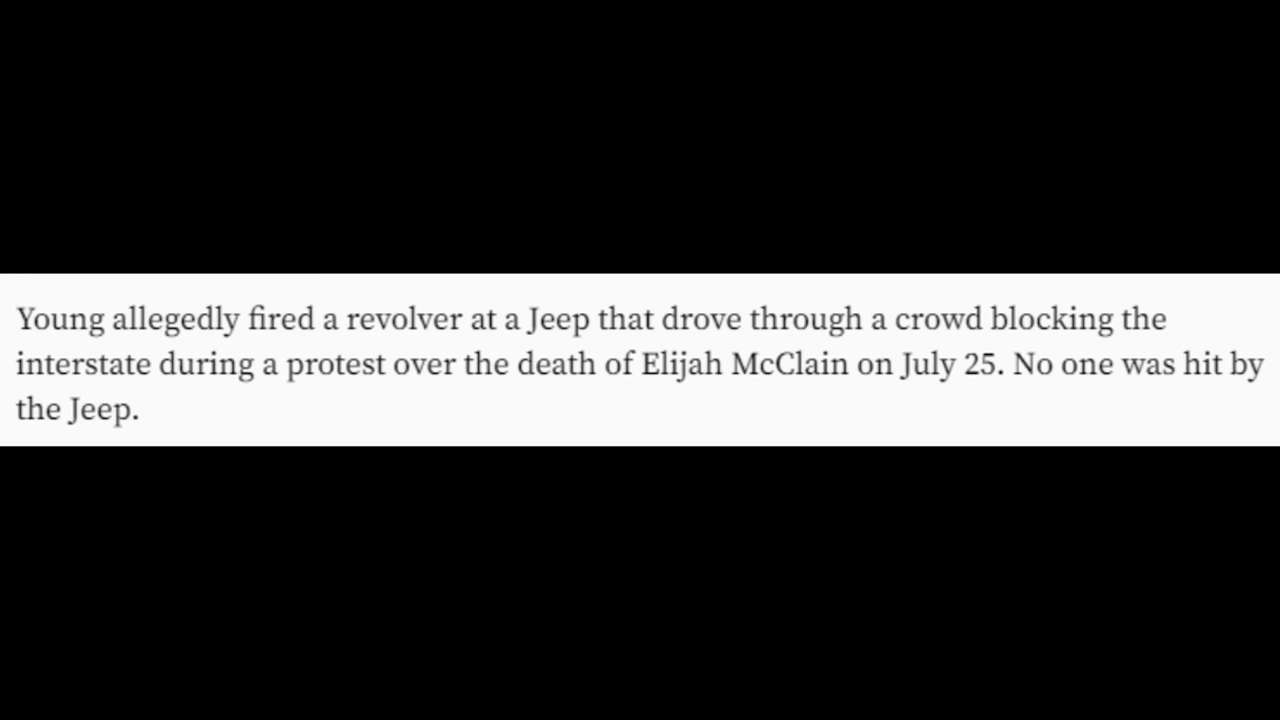 Young allegedly fired a revolver at a Jeep that drove through a crowd blocking the
interstate during a protest over the death of Elijah McClain on July 25. No one was hit by
the Jeep.